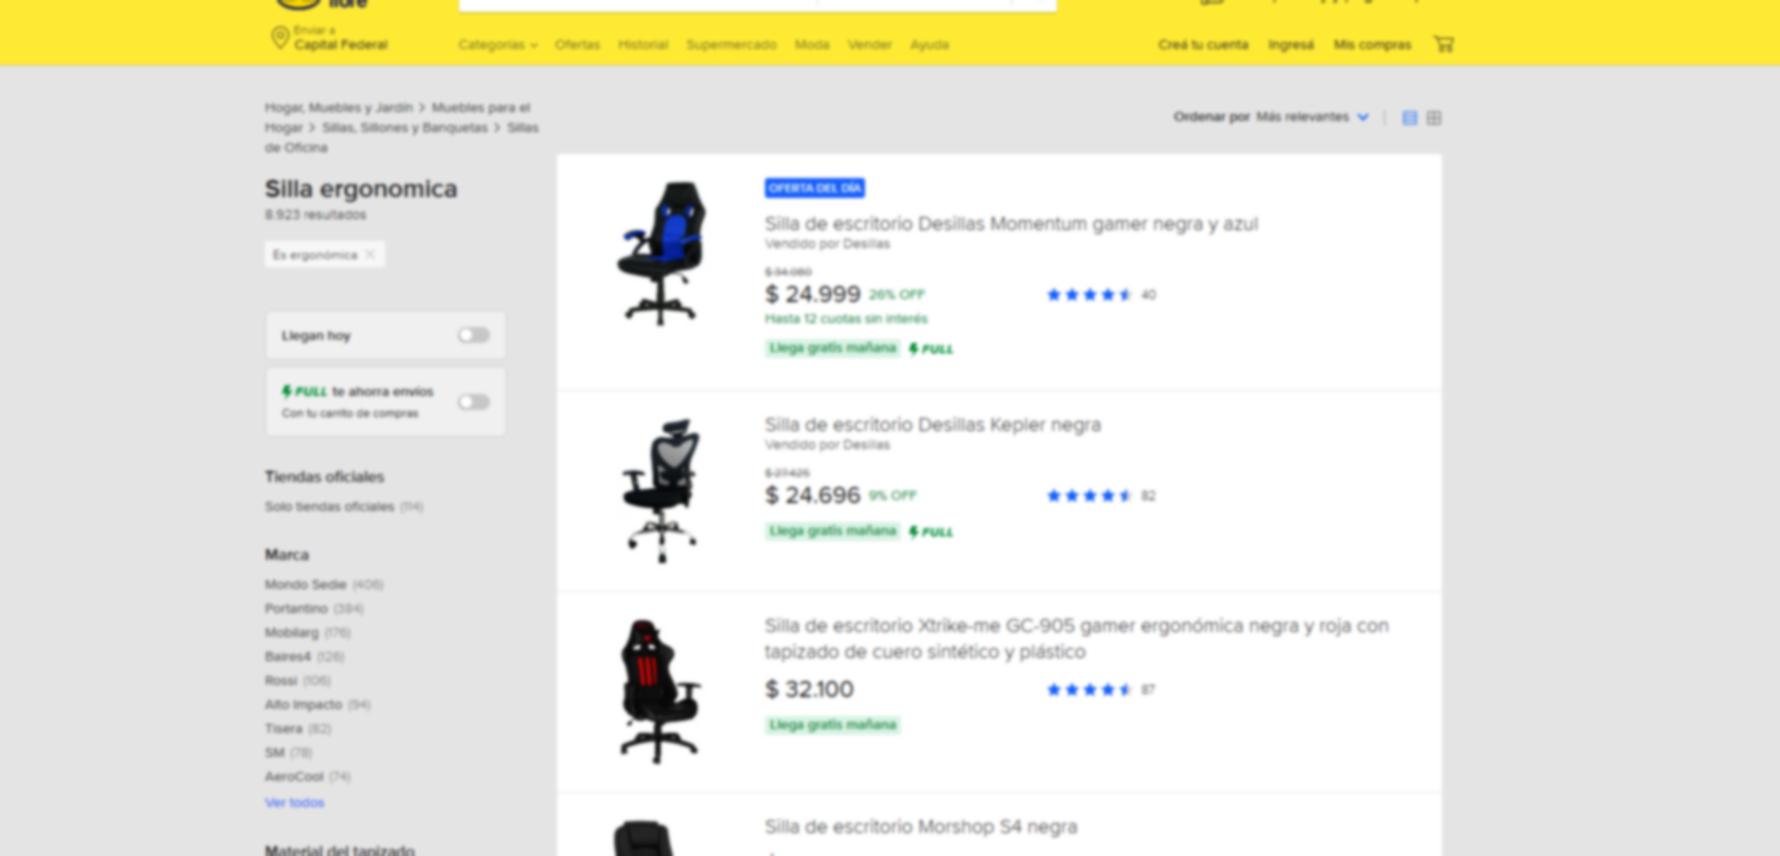 libre
Enviar a
Capital Federal
Categorías Ofertas Historial Supermercado Moda Vender Ayuda
Creá tu cuenta Ingresá Mis compras
Hogar, Muebles y Jardín > Muebles para el
Hogar > Sillas, Sillones y Banquetas > Sillas
de Oficina
Ordenar por Más relevantes
Silla ergonomica
8.923 resultados
Es ergonómica
Llegan hoy
FULL te ahorra envíos
Con tu carrito de compras
Tiendas oficiales
Solo tiendas oficiales (114)
Marca
Mondo Sedie (406)
Portantino (384)
Mobilarg (176)
Baires4 (126)
Rossi (106)
Alto Impacto (94)
Tisera (82)
SM (78)
AeroCool (74)
Ver todos
Material del tapizado
OFERTA DEL DÍA
Silla de escritorio Desillas Momentum gamer negra y azul
Vendido por Desillas
$ 34.080
$ 24.999 26% OFF
40
Hasta 12 cuotas sin interés
Llega gratis mañana FULL
Silla de escritorio Desillas Kepler negra
Vendido por Desillas
$ 27.425
$ 24.696 9% OFF
82
Llega gratis mañana FULL
Silla de escritorio Xtrike-me GC-905 gamer ergonómica negra y roja con
tapizado de cuero sintético y plástico
$ 32.100
87
Llega gratis mañana
Silla de escritorio Morshop S4 negra